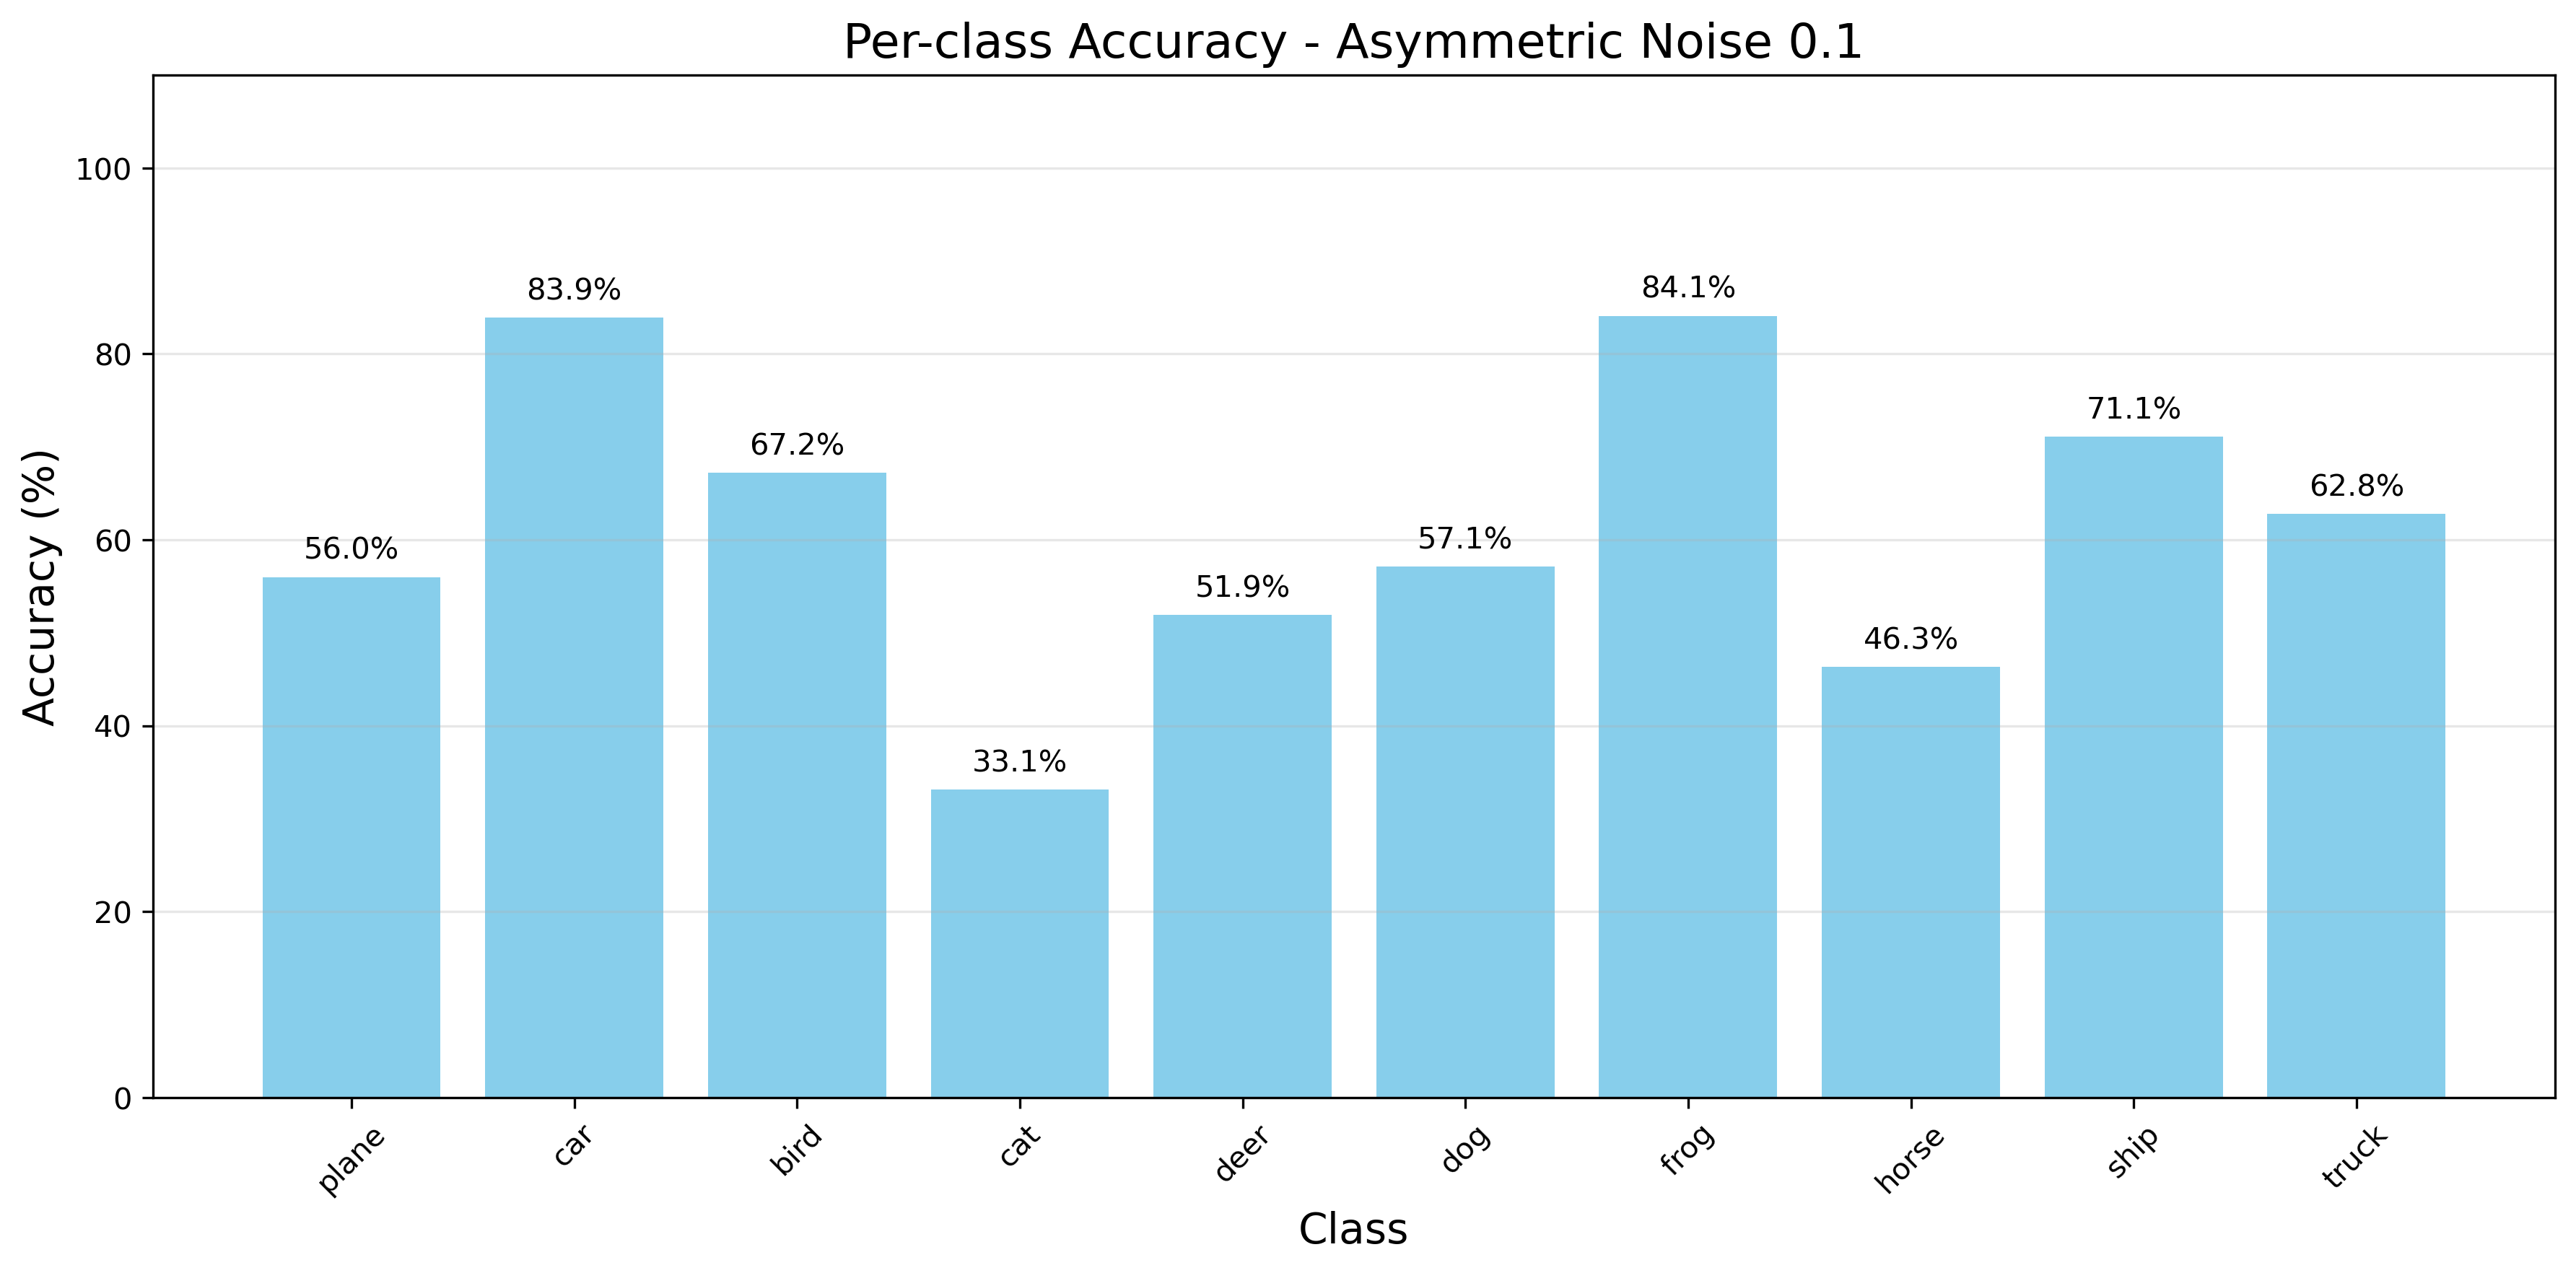 Per-class Accuracy - Asymmetric Noise 0.1
Accuracy (%)
100
80
60
40
20
0
56.0%
83.9%
67.2%
33.1%
51.9%
57.1%
84.1%
46.3%
71.1%
62.8%
plane
car
bird
cat
deer
dog
frog
horse
ship
truck
Class